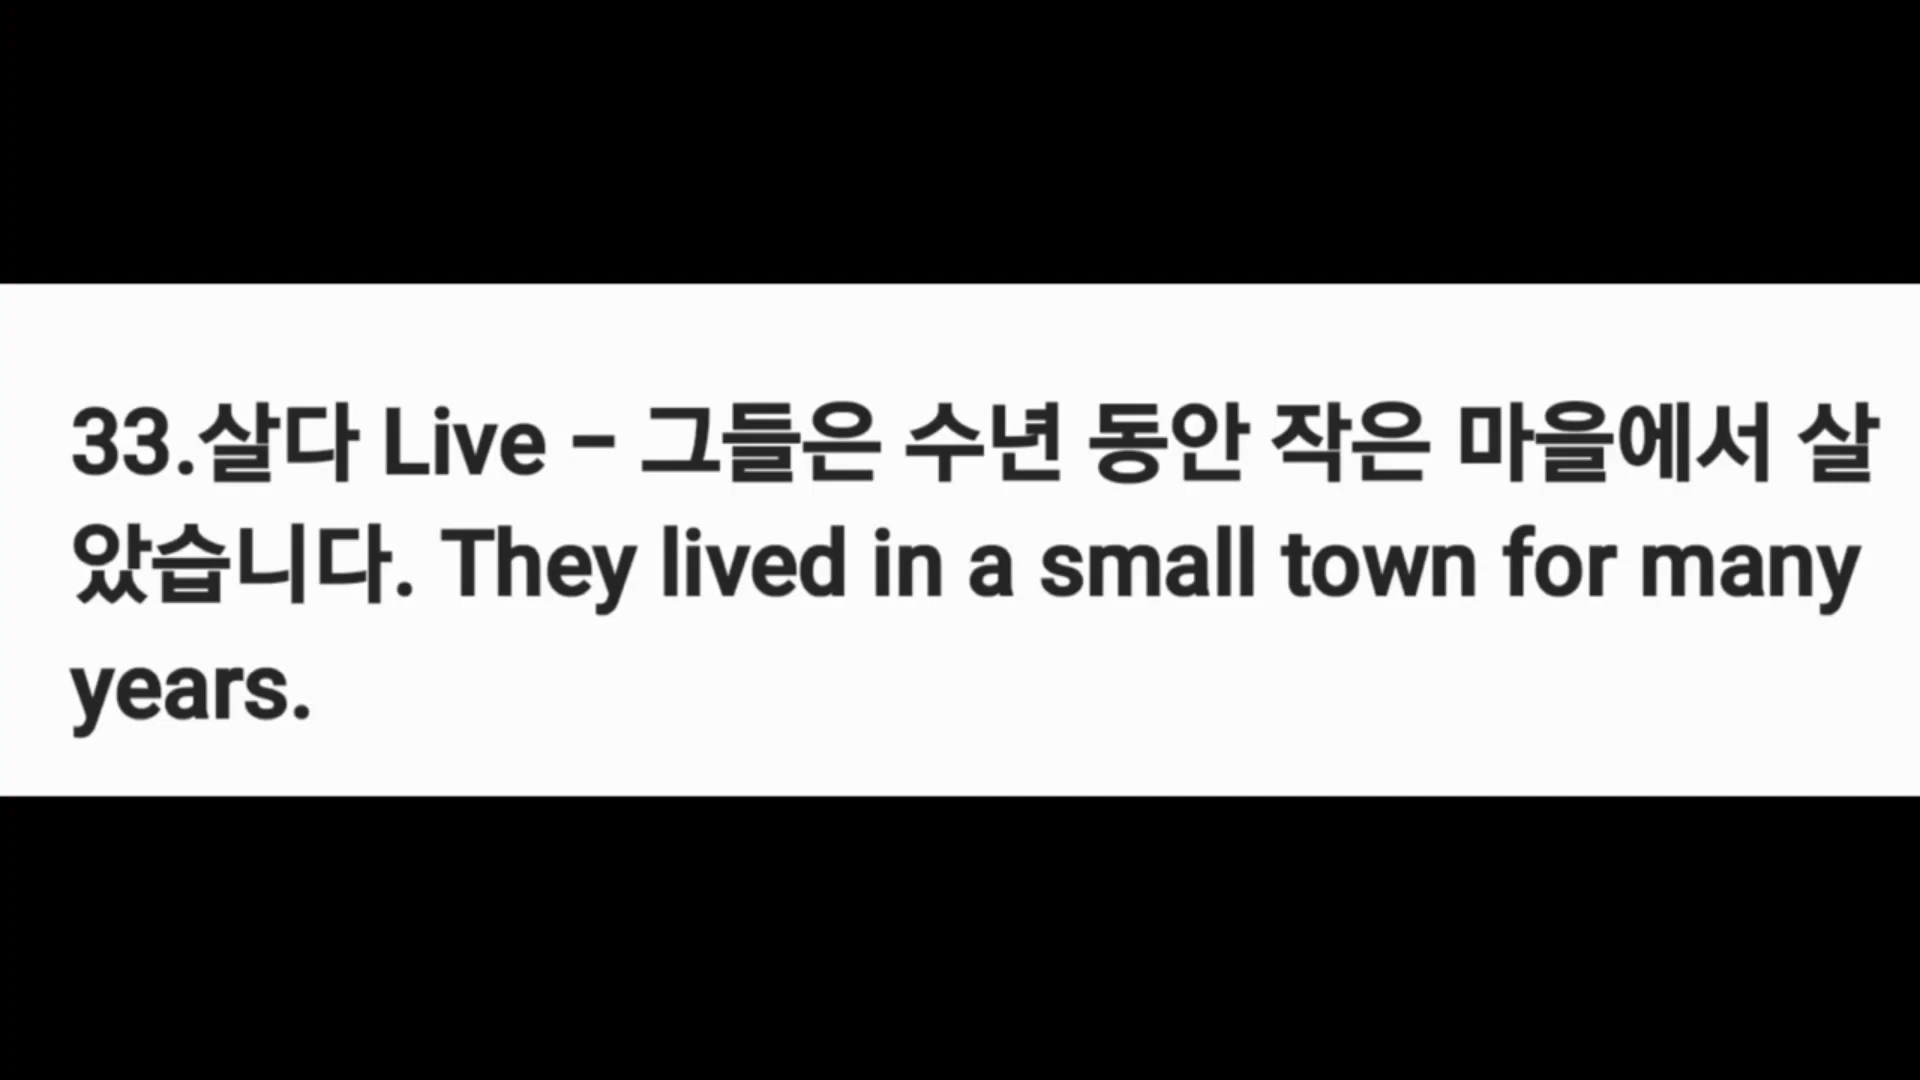 33.살다 Live – 그들은 수년 동안 작은 마을에서 살
았습니다. They lived in a small town for many
years.